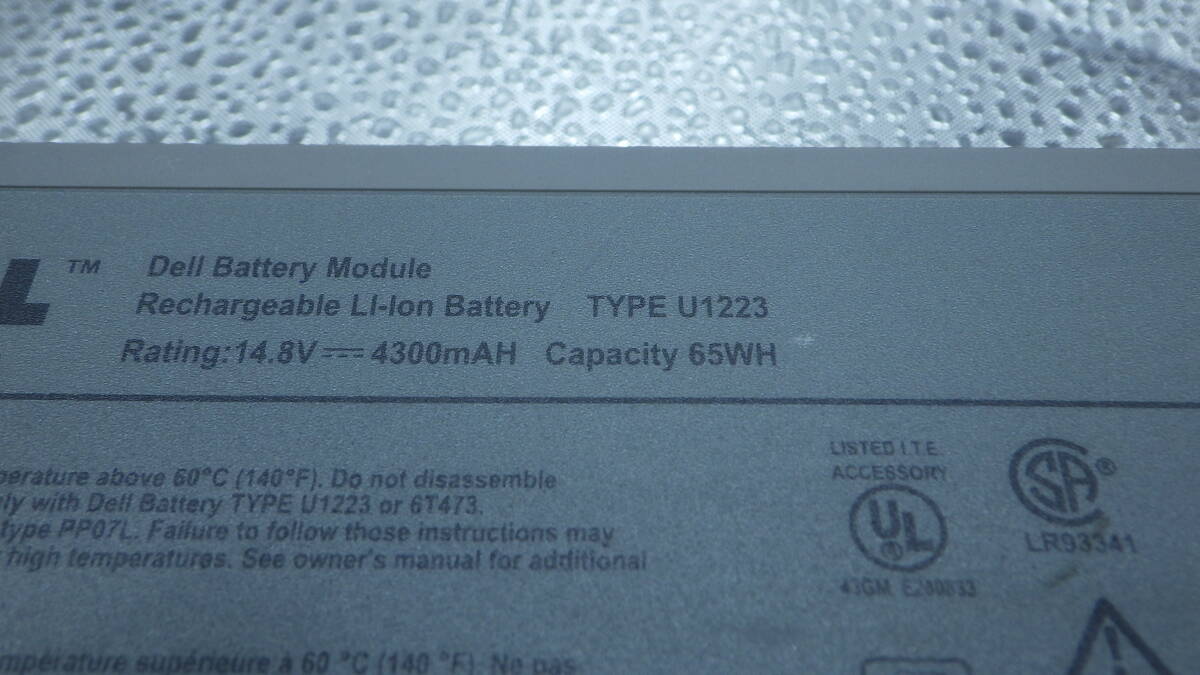 L™ Dell Battery Module
Rechargeable LI-Ion Battery TYPE U1223
Rating:14.8V⎓4300mAH Capacity 65WH
perature above 60°C (140°F). Do not disassemble
ly with Dell Battery TYPE U1223 or 6T473.
type PP07L. Failure to follow those instructions may
high temperatures. See owner's manual for additional
mpérature supérieure à 60 °C (140 °F). Ne pas
LISTED I.T.E.
ACCESSORY
UL
SA®
LR93341
43GM